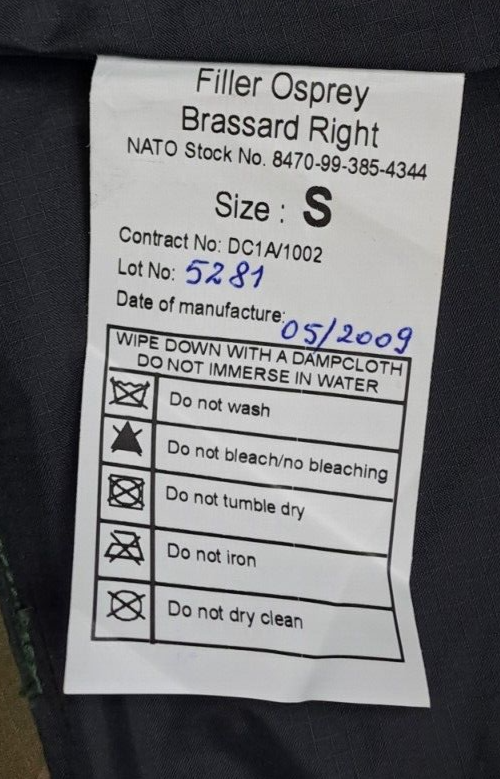 Filler Osprey
Brassard Right
NATO Stock No. 8470-99-385-4344
Size : S
Contract No: DC1A/1002
Lot No: 5281
Date of manufacture: 05/2009
WIPE DOWN WITH A DAMPCLOTH
DO NOT IMMERSE IN WATER
Do not wash
Do not bleach/no bleaching
Do not tumble dry
Do not iron
Do not dry clean